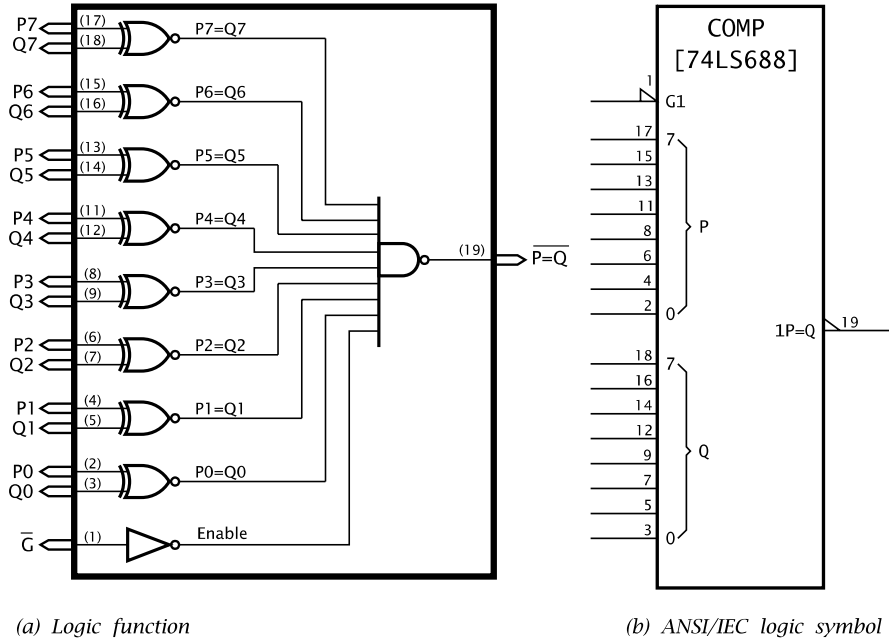 P7 (17)
Q7 (18)
P7=Q7
P6 (15)
Q6 (16)
P6=Q6
P5 (13)
Q5 (14)
P5=Q5
P4 (11)
Q4 (12)
P4=Q4
P3 (8)
Q3 (9)
P3=Q3
P2 (6)
Q2 (7)
P2=Q2
P1 (4)
Q1 (5)
P1=Q1
P0 (2)
Q0 (3)
P0=Q0
G̅ (1)
Enable
(19) P̅=̅Q̅
(a) Logic function
COMP
[74LS688]
1 G1
17 7
15
13
11
8 P
6
4
2 0
1P=Q 19
18 7
16
14
12
9 Q
7
5
3 0
(b) ANSI/IEC logic symbol